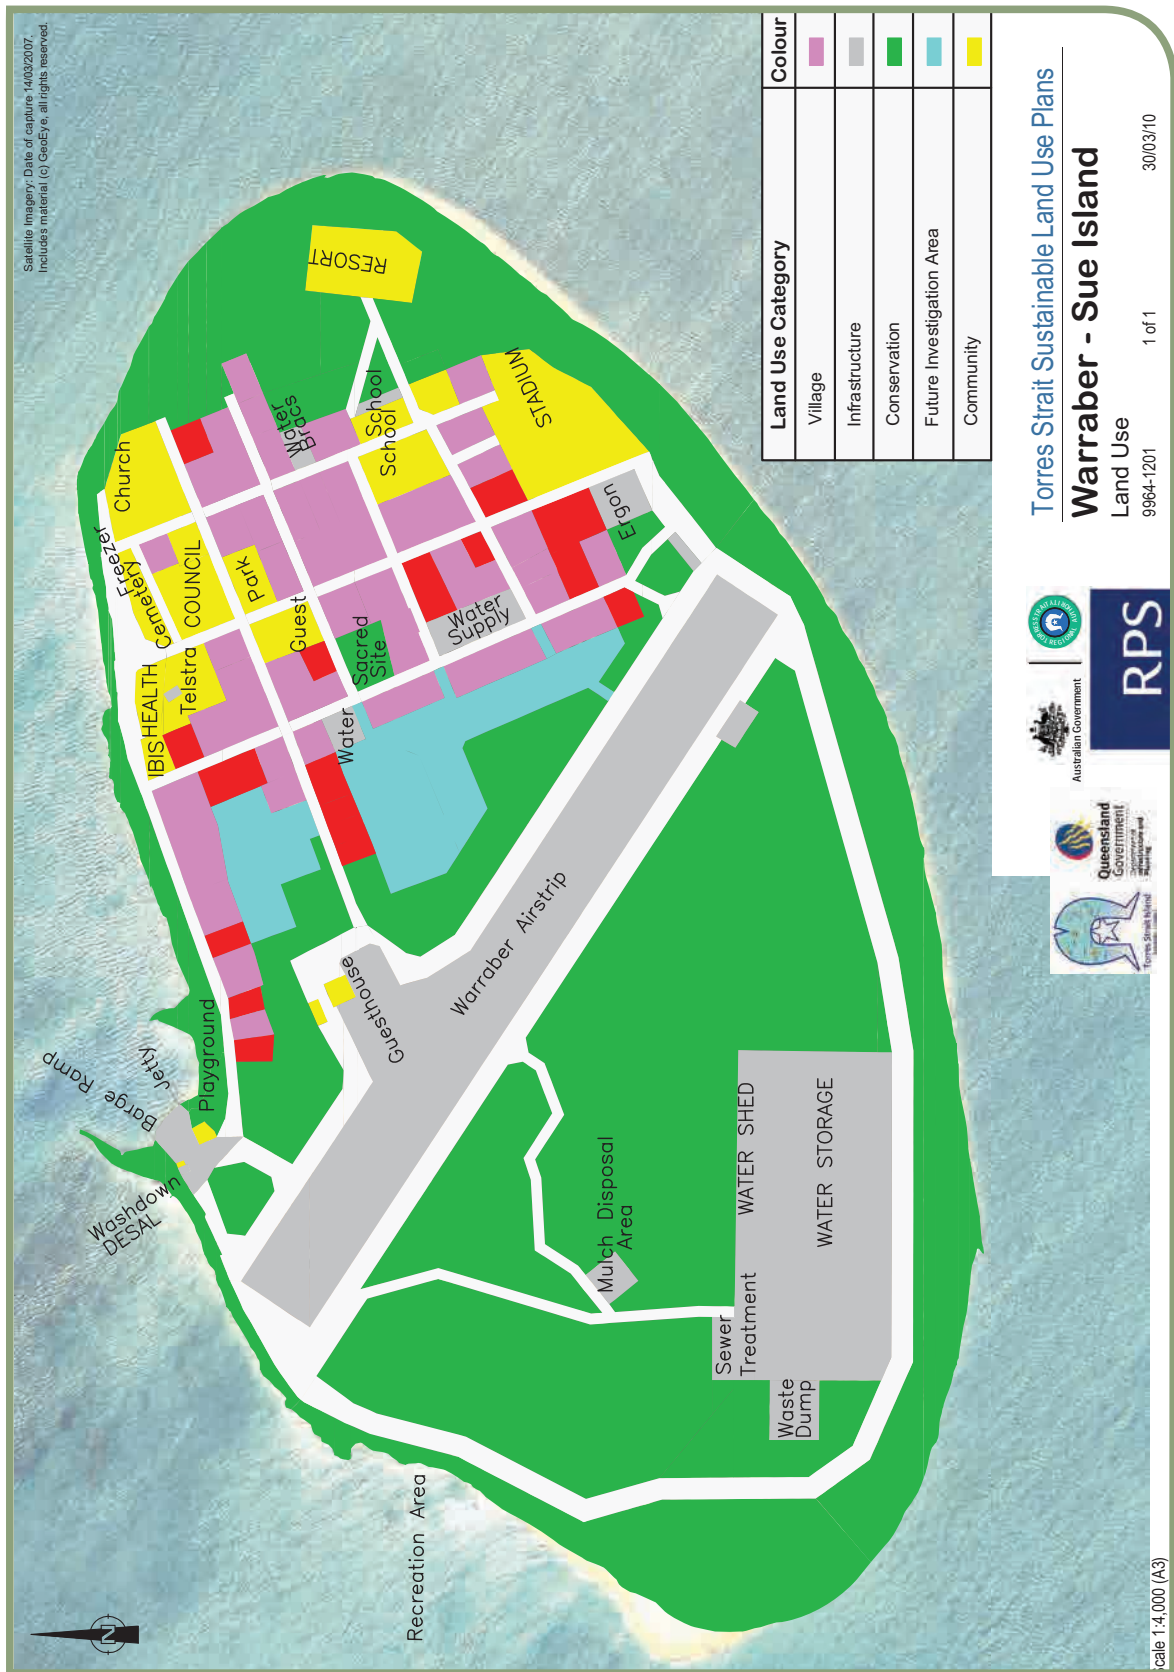 Satellite Imagery: Date of capture 14/03/2007.
Includes material (c) GeoEye, all rights reserved.
Recreation Area
Barge Ramp
Jetty
Washdown
DESAL
Playground
Guesthouse
Warraber Airstrip
Mulch Disposal
Area
Sewer
Treatment
WATER SHED
WATER STORAGE
Waste
Dump
IBIS
HEALTH
Telstra
Cemetery
Freezer
Church
COUNCIL
Park
Guest
Sacred
Site
Water
Water
Supply
Water
Bracs
School
School
RESORT
STADIUM
Ergon
Land Use Category
Colour
Village
Infrastructure
Conservation
Future Investigation Area
Community
Torres Strait Sustainable Land Use Plans
Warraber - Sue Island
Land Use
9964-1201 1 of 1 30/03/10
RPS
Australian Government
Queensland
Government
Torres Strait Island
N
cale 1:4,000 (A3)